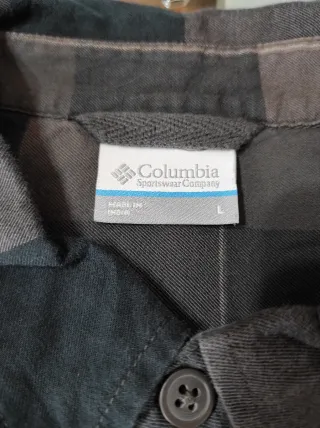 Columbia
Sportswear Company
MADE IN
INDIA
L